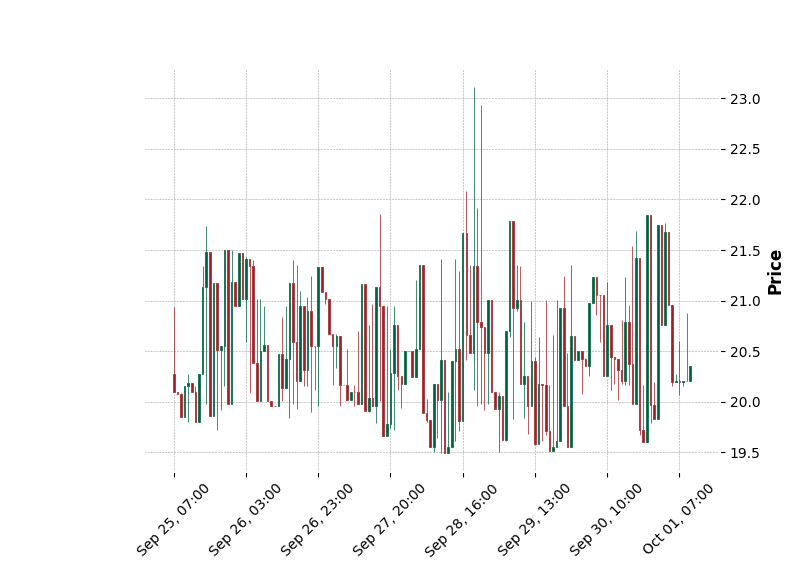 23.0
22.5
22.0
21.5
21.0
20.5
20.0
19.5
Price
Sep 25, 07:00
Sep 26, 03:00
Sep 26, 23:00
Sep 27, 20:00
Sep 28, 16:00
Sep 29, 13:00
Sep 30, 10:00
Oct 01, 07:00